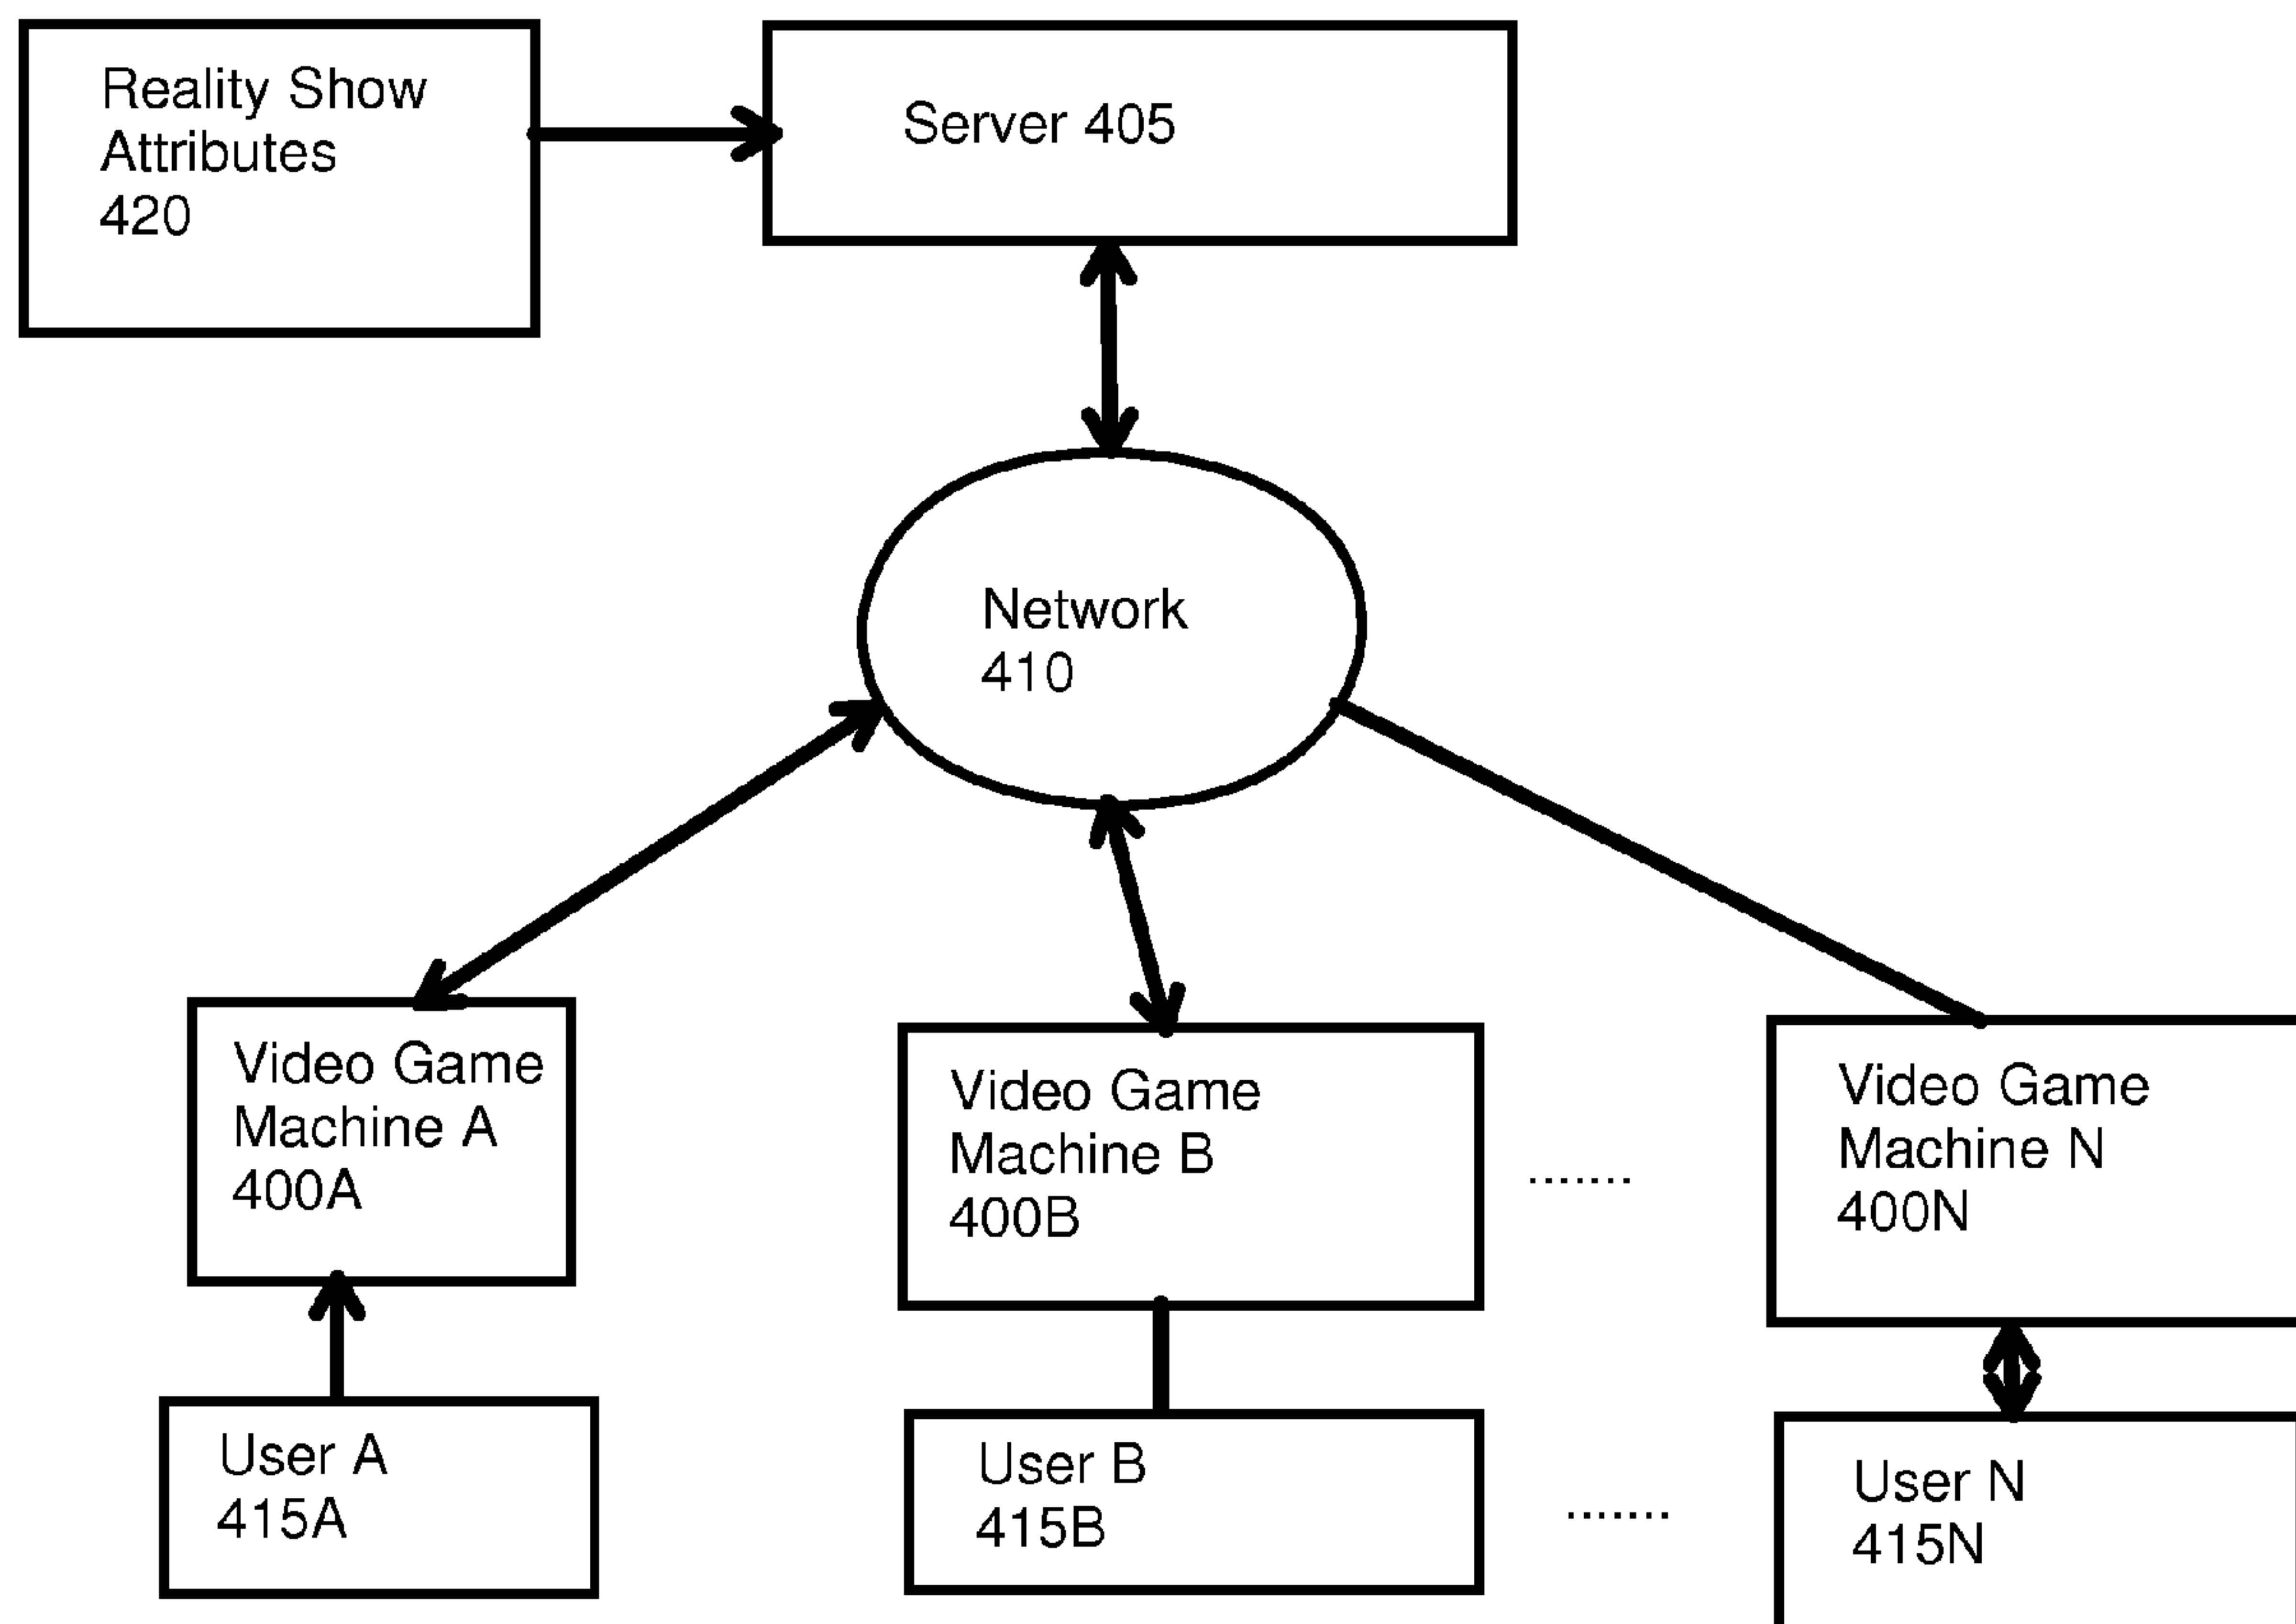 Reality Show
Attributes
420
Server 405
Network
410
Video Game
Machine A
400A
Video Game
Machine B
400B
.......
Video Game
Machine N
400N
User A
415A
User B
415B
.......
User N
415N